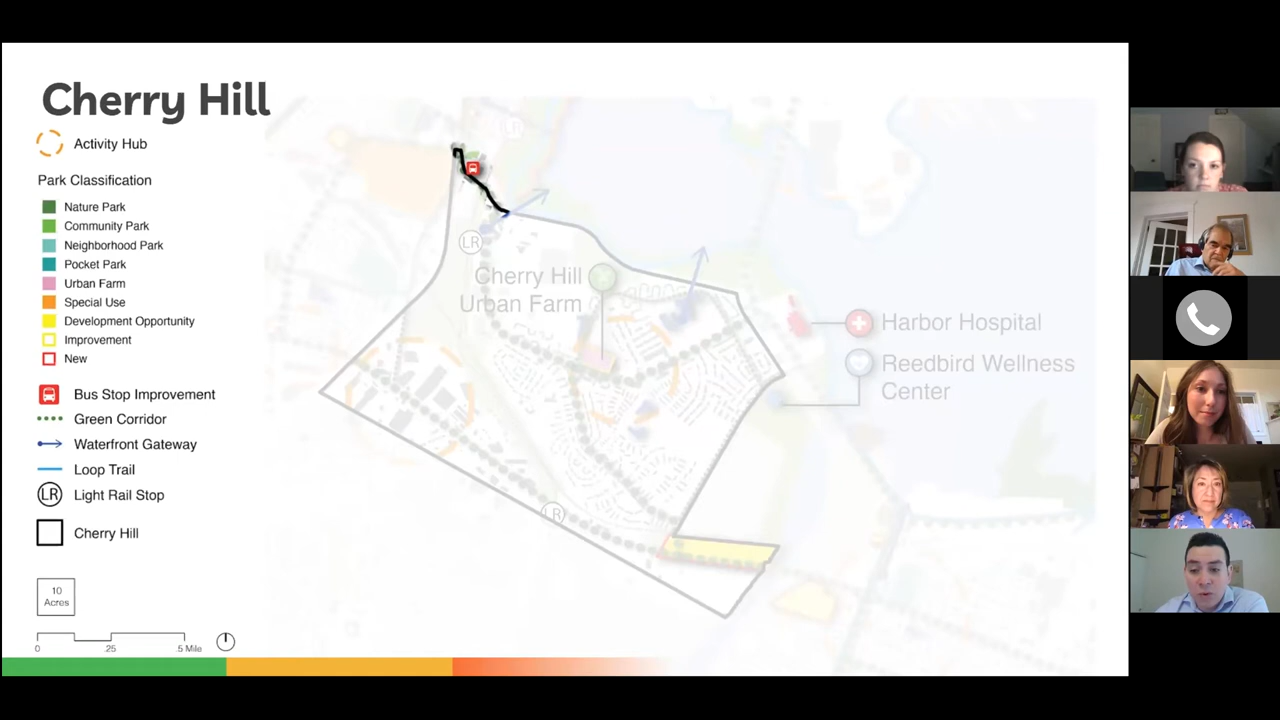 Cherry Hill
Activity Hub
Park Classification
Nature Park
Community Park
Neighborhood Park
Pocket Park
Urban Farm
Special Use
Development Opportunity
Improvement
New
Bus Stop Improvement
Green Corridor
Waterfront Gateway
Loop Trail
LR Light Rail Stop
Cherry Hill
10
Acres
0 .25 .5 Mile
LR
LR
Cherry Hill
Urban Farm
LR
Harbor Hospital
Reedbird Wellness
Center